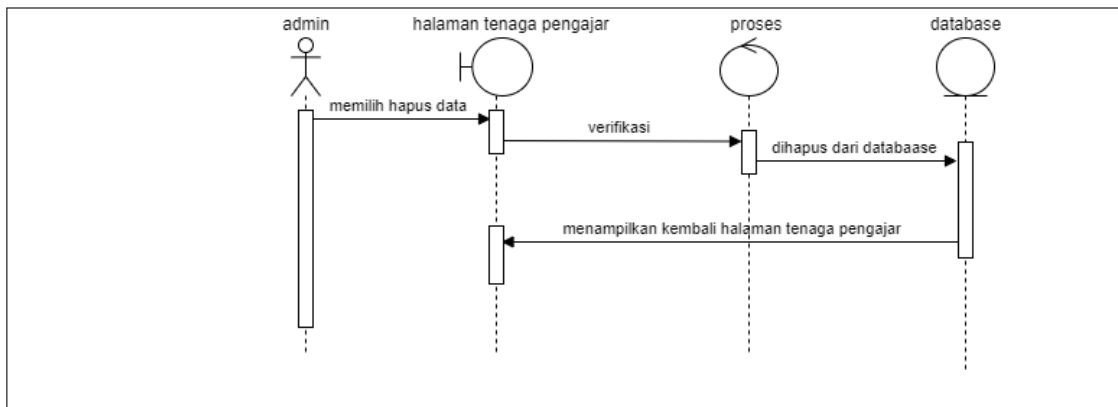 admin
halaman tenaga pengajar
proses
database
memilih hapus data
verifikasi
dihapus dari databaase
menampilkan kembali halaman tenaga pengajar